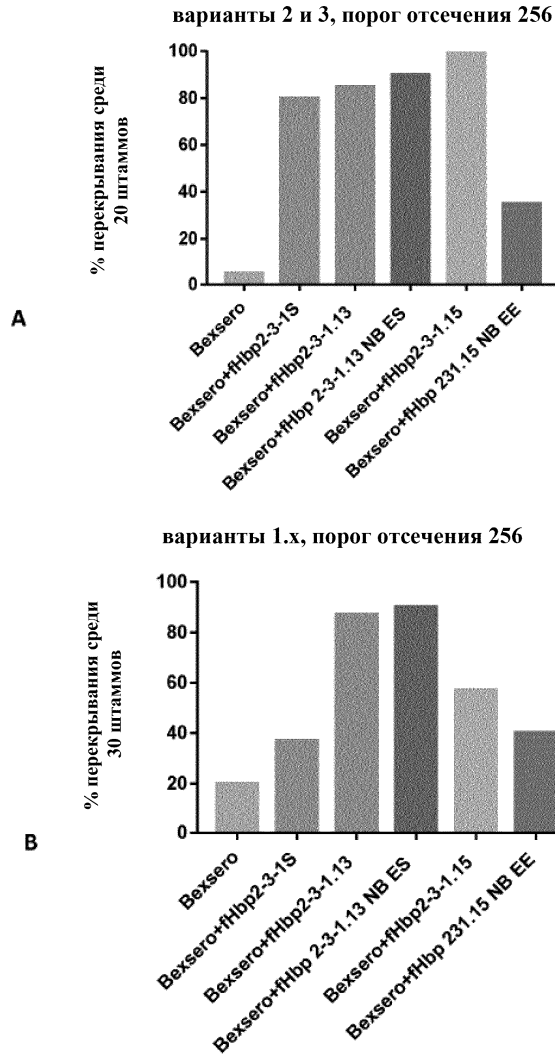 варианты 2 и 3, порог отсечения 256
% перекрывания среди
20 штаммов
100
80
60
40
20
0
A
Bexsero
Bexsero+fHbp2-3-1S
Bexsero+fHbp2-3-1.13
Bexsero+fHbp 2-3-1.13 NB ES
Bexsero+fHbp2-3-1.15
Bexsero+fHbp 231.15 NB EE
варианты 1.x, порог отсечения 256
% перекрывания среди
30 штаммов
100
80
60
40
20
0
B
Bexsero
Bexsero+fHbp2-3-1S
Bexsero+fHbp2-3-1.13
Bexsero+fHbp 2-3-1.13 NB ES
Bexsero+fHbp2-3-1.15
Bexsero+fHbp 231.15 NB EE